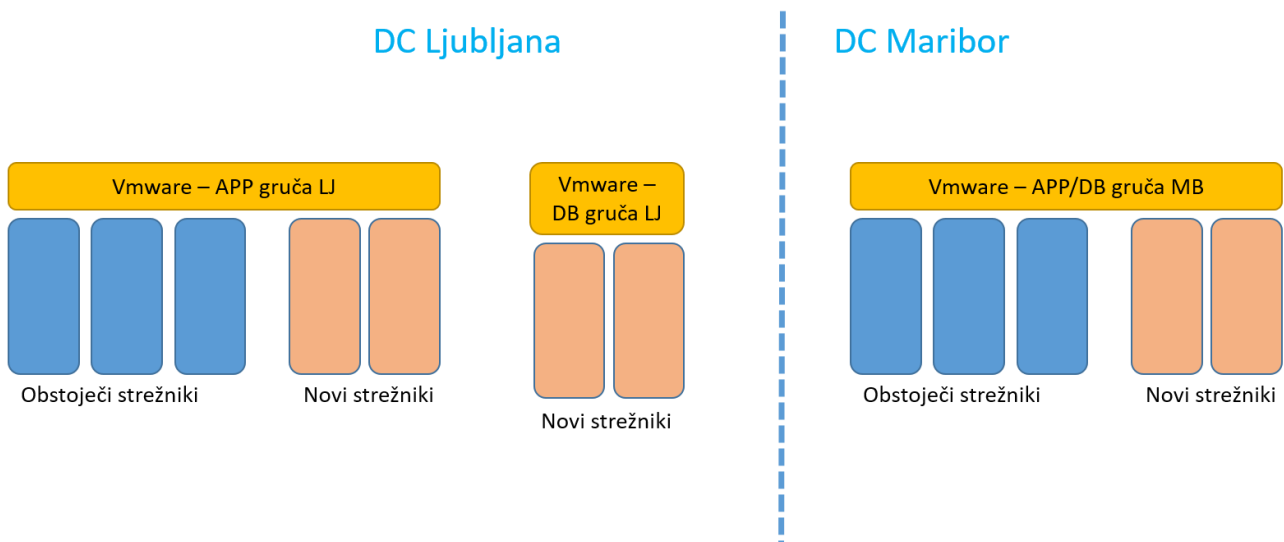 DC Ljubljana
DC Maribor
Vmware – APP gruča LJ
Vmware –
DB gruča LJ
Vmware – APP/DB gruča MB
Obstoječi strežniki
Novi strežniki
Novi strežniki
Obstoječi strežniki
Novi strežniki